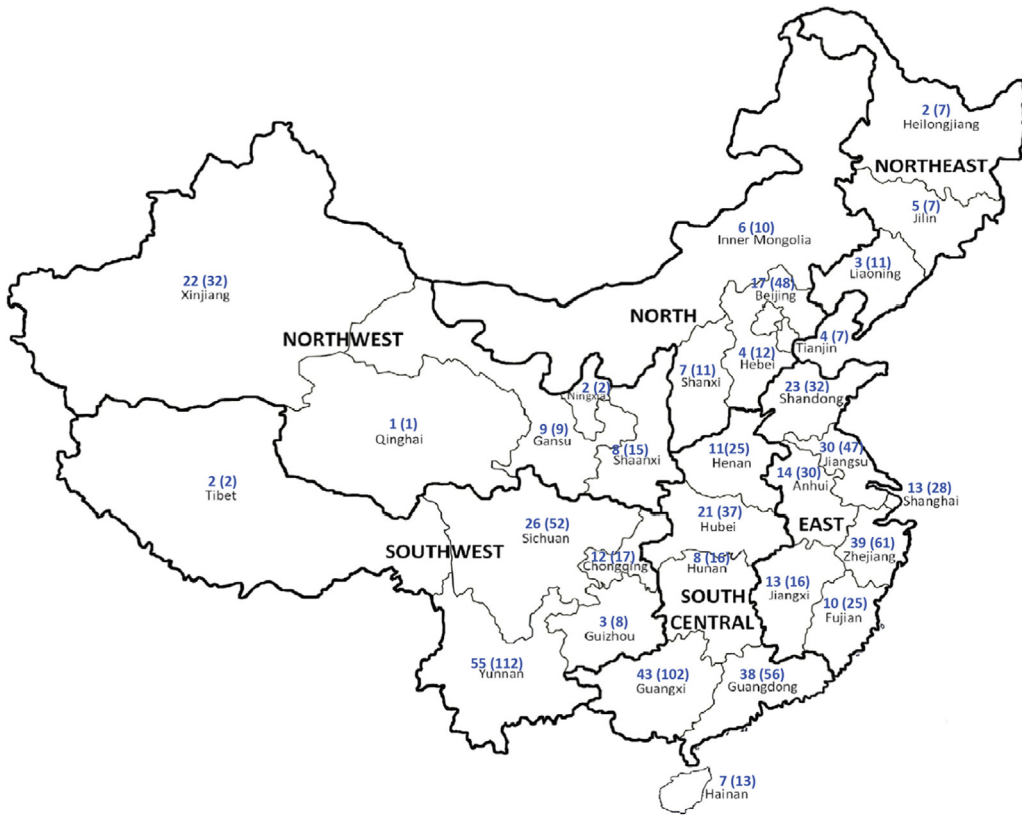 2 (7)
Heilongjiang
NORTHEAST
5 (7)
Jilin
6 (10)
Inner Mongolia
3 (11)
Liaoning
22 (32)
Xinjiang
17 (48)
Beijing
NORTH
NORTHWEST
4 (7)
Tianjin
4 (12)
Hebei
7 (11)
Shanxi
2 (2)
Ningxia
23 (32)
Shandong
1 (1)
Qinghai
9 (9)
Gansu
8 (15)
Shaanxi
11(25)
Henan
30 (47)
Jiangsu
14 (30)
Anhui
2 (2)
Tibet
13 (28)
Shanghai
21 (37)
Hubei
26 (52)
Sichuan
EAST
39 (61)
Zhejiang
SOUTHWEST
12 (17)
Chongqing
8 (16)
Hunan
13 (16)
Jiangxi
SOUTH
CENTRAL
10 (25)
Fujian
3 (8)
Guizhou
55 (112)
Yunnan
43 (102)
Guangxi
38 (56)
Guangdong
7 (13)
Hainan